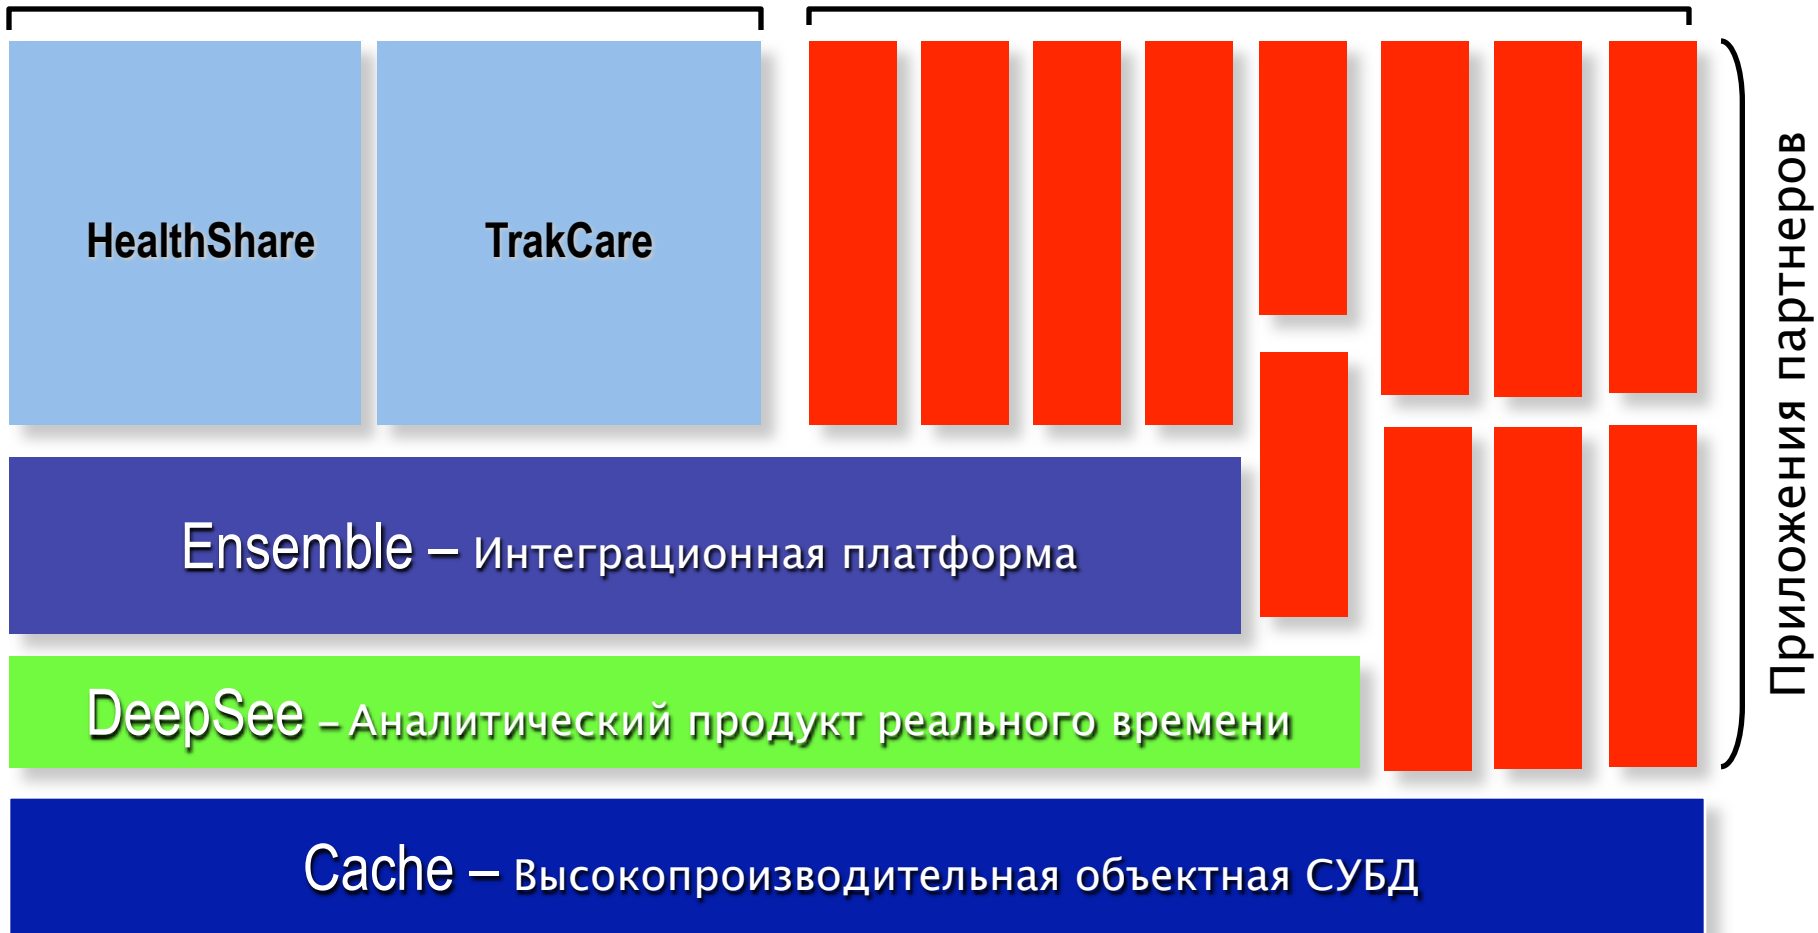 HealthShare
TrakCare
Приложения партнеров
Ensemble – Интеграционная платформа
DeepSee – Аналитический продукт реального времени
Cache – Высокопроизводительная объектная СУБД